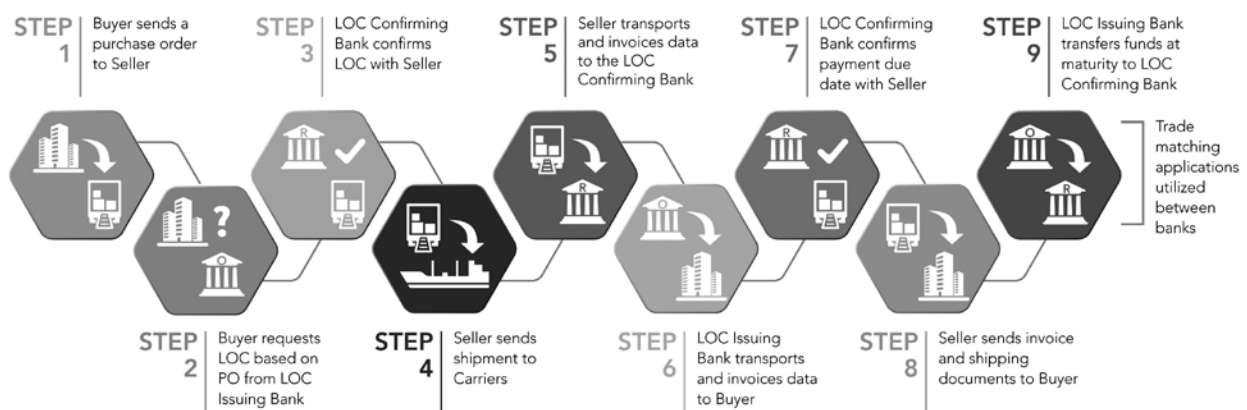 STEP
1
Buyer sends a
purchase order
to Seller
STEP
3
LOC Confirming
Bank confirms
LOC with Seller
STEP
5
Seller transports
and invoices data
to the LOC
Confirming Bank
STEP
7
LOC Confirming
Bank confirms
payment due
date with Seller
STEP
9
LOC Issuing Bank
transfers funds at
maturity to LOC
Confirming Bank
R
?
O
R
O
R
O
R
Trade
matching
applications
utilized
between
banks
STEP
2
Buyer requests
LOC based on
PO from LOC
Issuing Bank
STEP
4
Seller sends
shipment to
Carriers
STEP
6
LOC Issuing
Bank transports
and invoices data
to Buyer
STEP
8
Seller sends invoice
and shipping
documents to Buyer